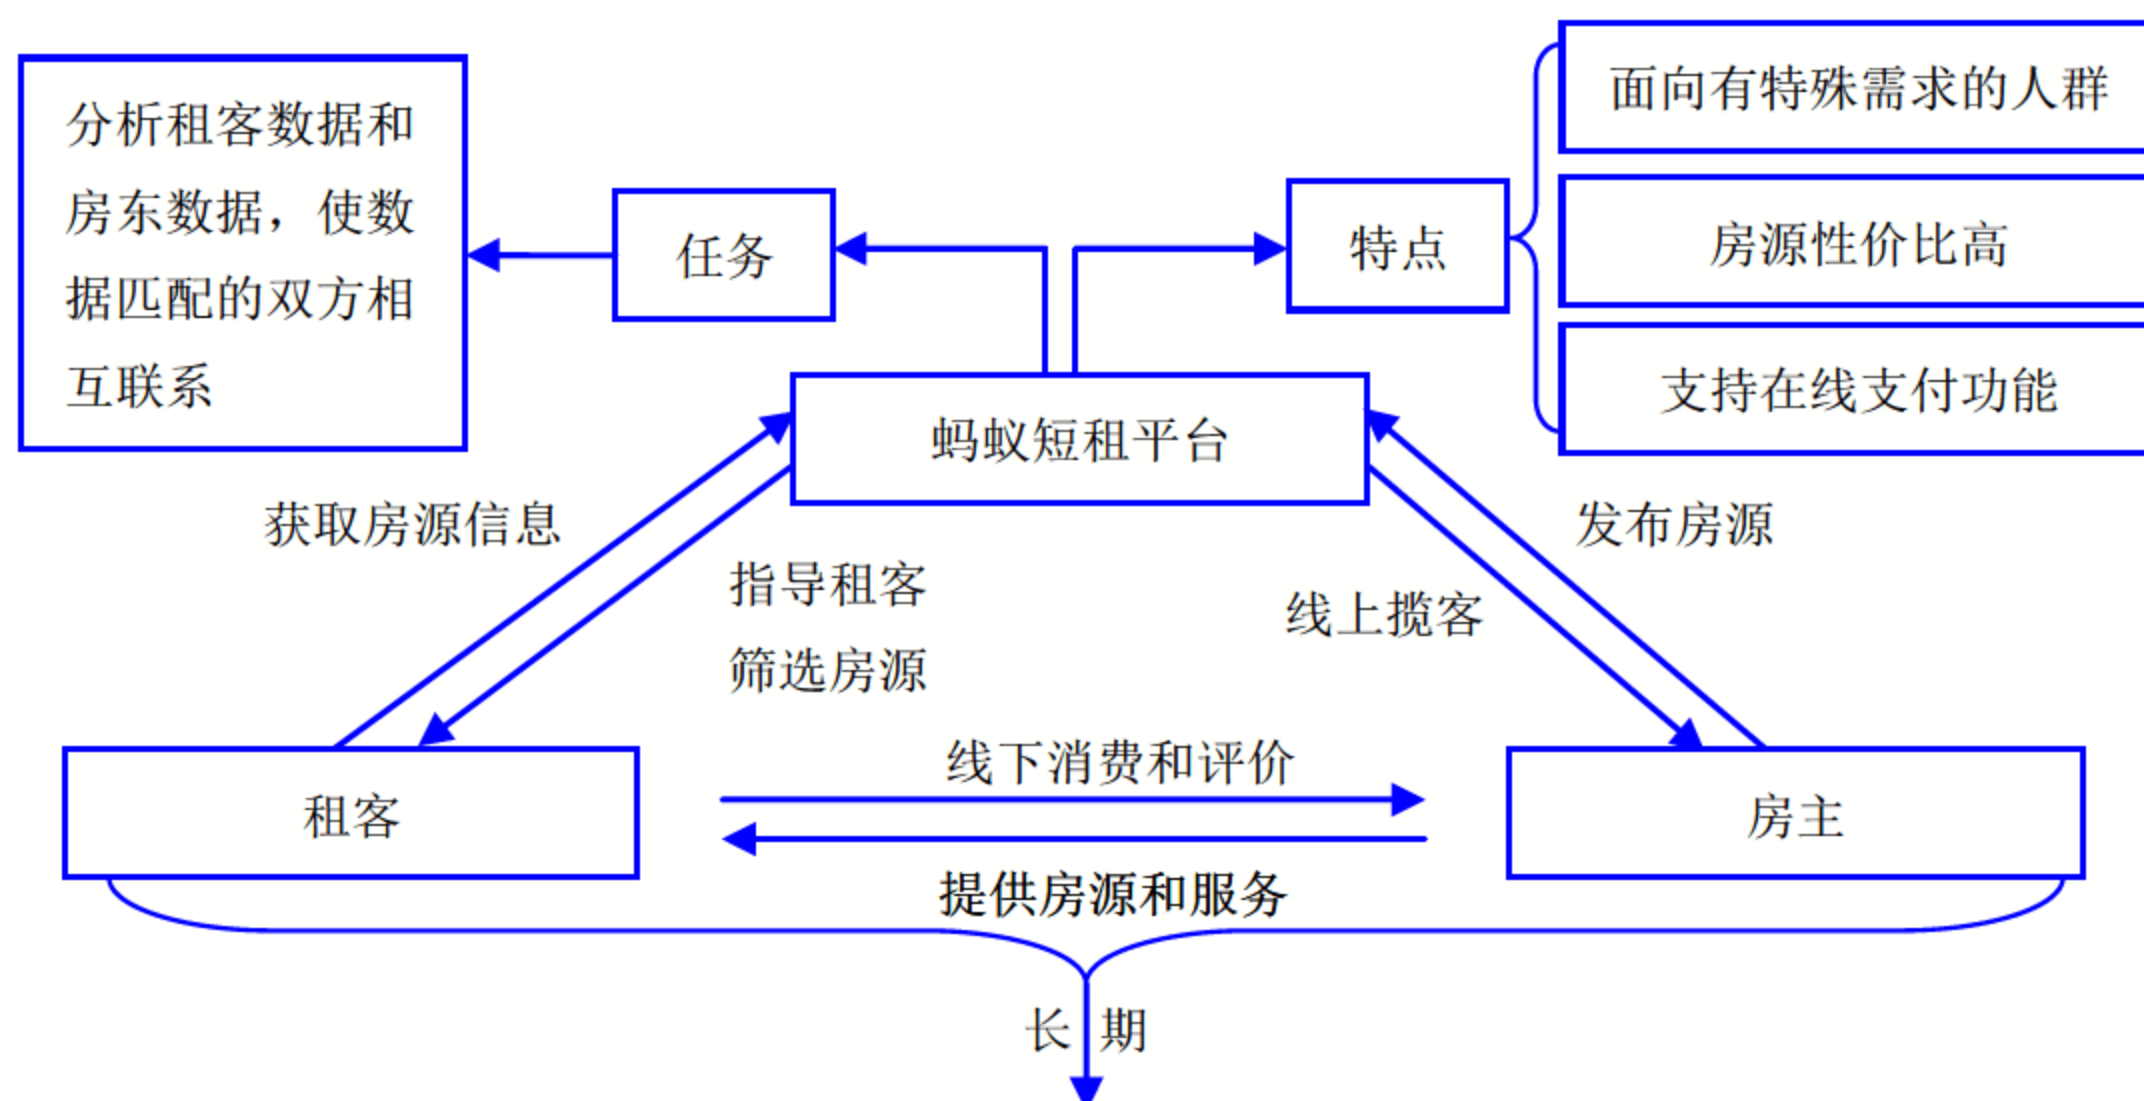 分析租客数据和
房东数据，使数
据匹配的双方相
互联系
任务
特点
面向有特殊需求的人群
房源性价比高
支持在线支付功能
蚂蚁短租平台
获取房源信息
指导租客
筛选房源
线上揽客
发布房源
租客
线下消费和评价
提供房源和服务
房主
长 期